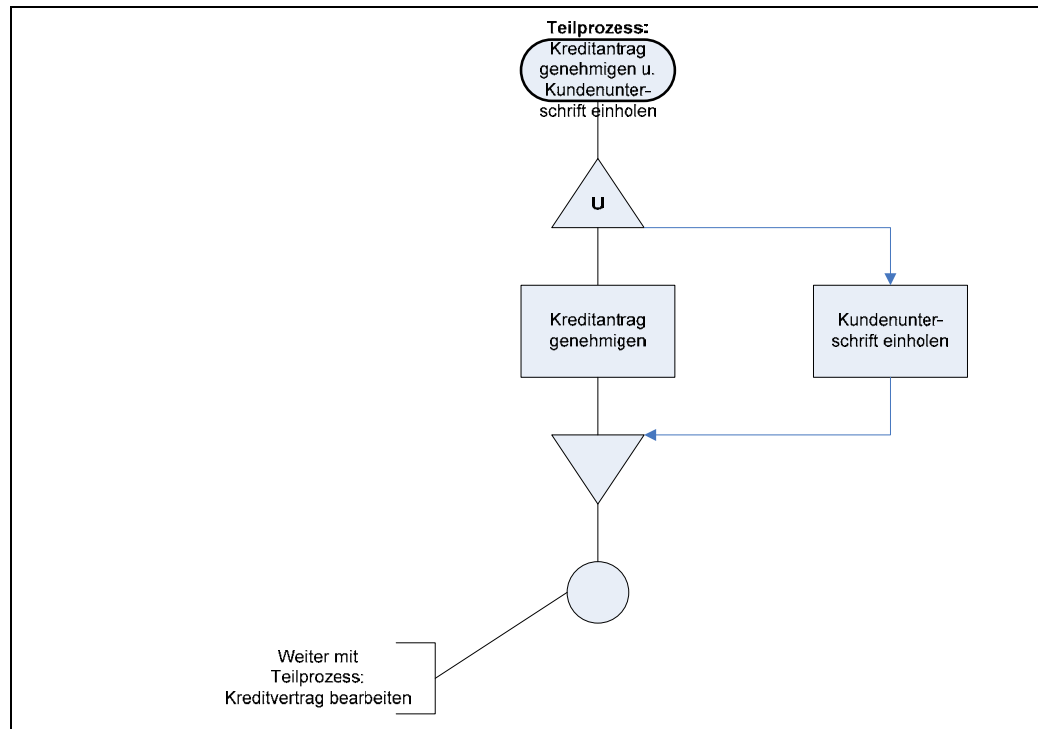 Teilprozess:
Kreditantrag
genehmigen u.
Kundenunter-
schrift einholen
U
Kreditantrag
genehmigen
Kundenunter-
schrift einholen
Weiter mit
Teilprozess:
Kreditvertrag bearbeiten